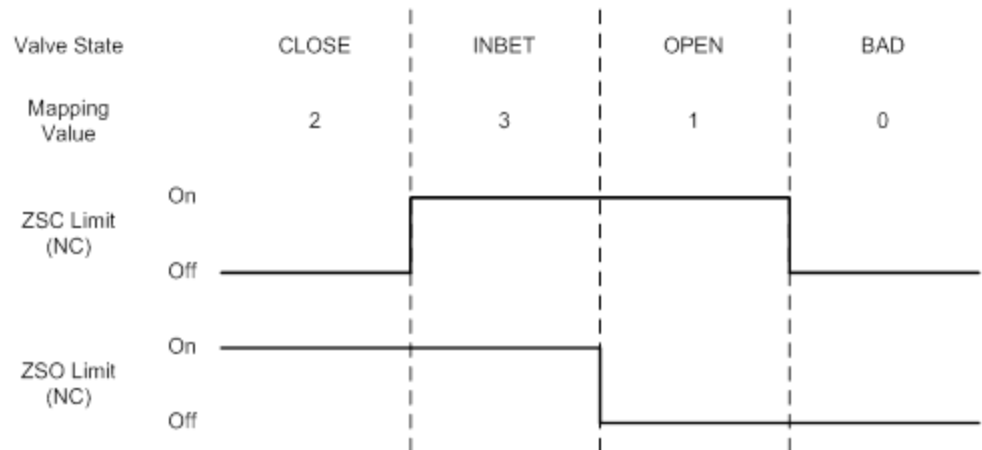 Valve State CLOSE INBET OPEN BAD
Mapping
Value 2 3 1 0
On
ZSC Limit
(NC)
Off
On
ZSO Limit
(NC)
Off